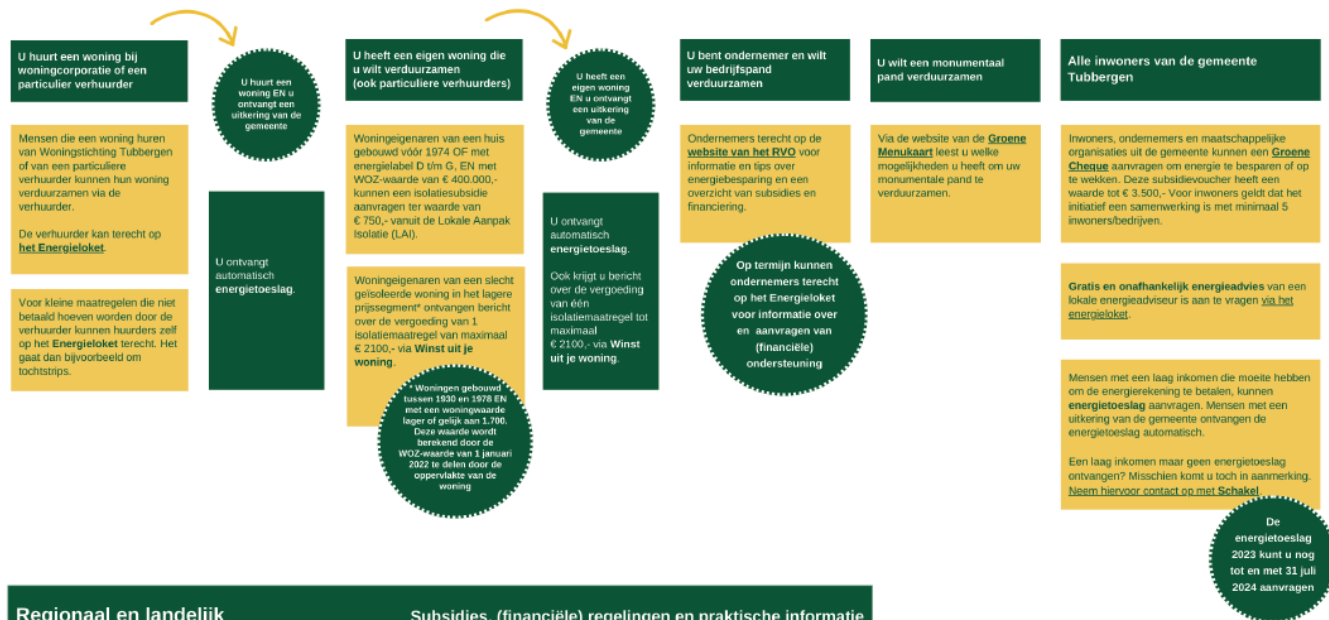 U huurt een woning bij
woningcorporatie of een
particulier verhuurder
Mensen die een woning huren
van Woningstichting Tubbergen
of van een particuliere
verhuurder kunnen hun woning
verduurzamen via de
verhuurder.
De verhuurder kan terecht op
het Energieloket.
Voor kleine maatregelen die niet
betaald hoeven worden door de
verhuurder kunnen huurders zelf
op het Energieloket terecht. Het
gaat dan bijvoorbeeld om
tochtstrips.
U huurt een
woning EN u
ontvangt een
uitkering van de
gemeente
U ontvangt
automatisch
energietoeslag.
U heeft een eigen woning die
u wilt verduurzamen
(ook particuliere verhuurders)
Woningeigenaren van een huis
gebouwd vóór 1974 OF met
energielabel D t/m G, EN met
WOZ-waarde van € 400.000,-
kunnen een isolatiesubsidie
aanvragen ter waarde van
€ 750,- vanuit de Lokale Aanpak
Isolatie (LAI).
Woningeigenaren van een slecht
geïsoleerde woning in het lagere
prijssegment* ontvangen bericht
over de vergoeding van 1
isolatiemaatregel van maximaal
€ 2100,- via Winst uit je
woning.
* Woningen gebouwd
tussen 1930 en 1978 EN
met een woningwaarde
lager of gelijk aan 1.700.
Deze waarde wordt
berekend door de
WOZ-waarde van 1 januari
2022 te delen door de
oppervlakte van de
woning
U heeft een
eigen woning
EN u ontvangt
een uitkering
van de
gemeente
U ontvangt
automatisch
energietoeslag.
Ook krijgt u bericht
over de vergoeding
van één
isolatiemaatregel tot
maximaal
€ 2100,- via Winst
uit je woning.
U bent ondernemer en wilt
uw bedrijfspand
verduurzamen
Ondernemers terecht op de
website van het RVO voor
informatie en tips over
energiebesparing en een
overzicht van subsidies en
financiering.
Op termijn kunnen
ondernemers terecht
op het Energieloket
voor informatie over
en aanvragen van
(financiële)
ondersteuning
U wilt een monumentaal
pand verduurzamen
Via de website van de Groene
Menukaart leest u welke
mogelijkheden u heeft om uw
monumentale pand te
verduurzamen.
Alle inwoners van de gemeente
Tubbergen
Inwoners, ondernemers en maatschappelijke
organisaties uit de gemeente kunnen een Groene
Cheque aanvragen om energie te besparen of op
te wekken. Deze subsidievoucher heeft een
waarde tot € 3.500,- Voor inwoners geldt dat het
initiatief een samenwerking is met minimaal 5
inwoners/bedrijven.
Gratis en onafhankelijk energieadvies van een
lokale energieadviseur is aan te vragen via het
energieloket.
Mensen met een laag inkomen die moeite hebben
om de energierekening te betalen, kunnen
energietoeslag aanvragen. Mensen met een
uitkering van de gemeente ontvangen de
energietoeslag automatisch.
Een laag inkomen maar geen energietoeslag
ontvangen? Misschien komt u toch in aanmerking.
Neem hiervoor contact op met Schakel.
De
energietoeslag
2023 kunt u nog
tot en met 31 juli
2024 aanvragen
Regionaal en landelijk
Subsidies, (financiële) regelingen en praktische informatie